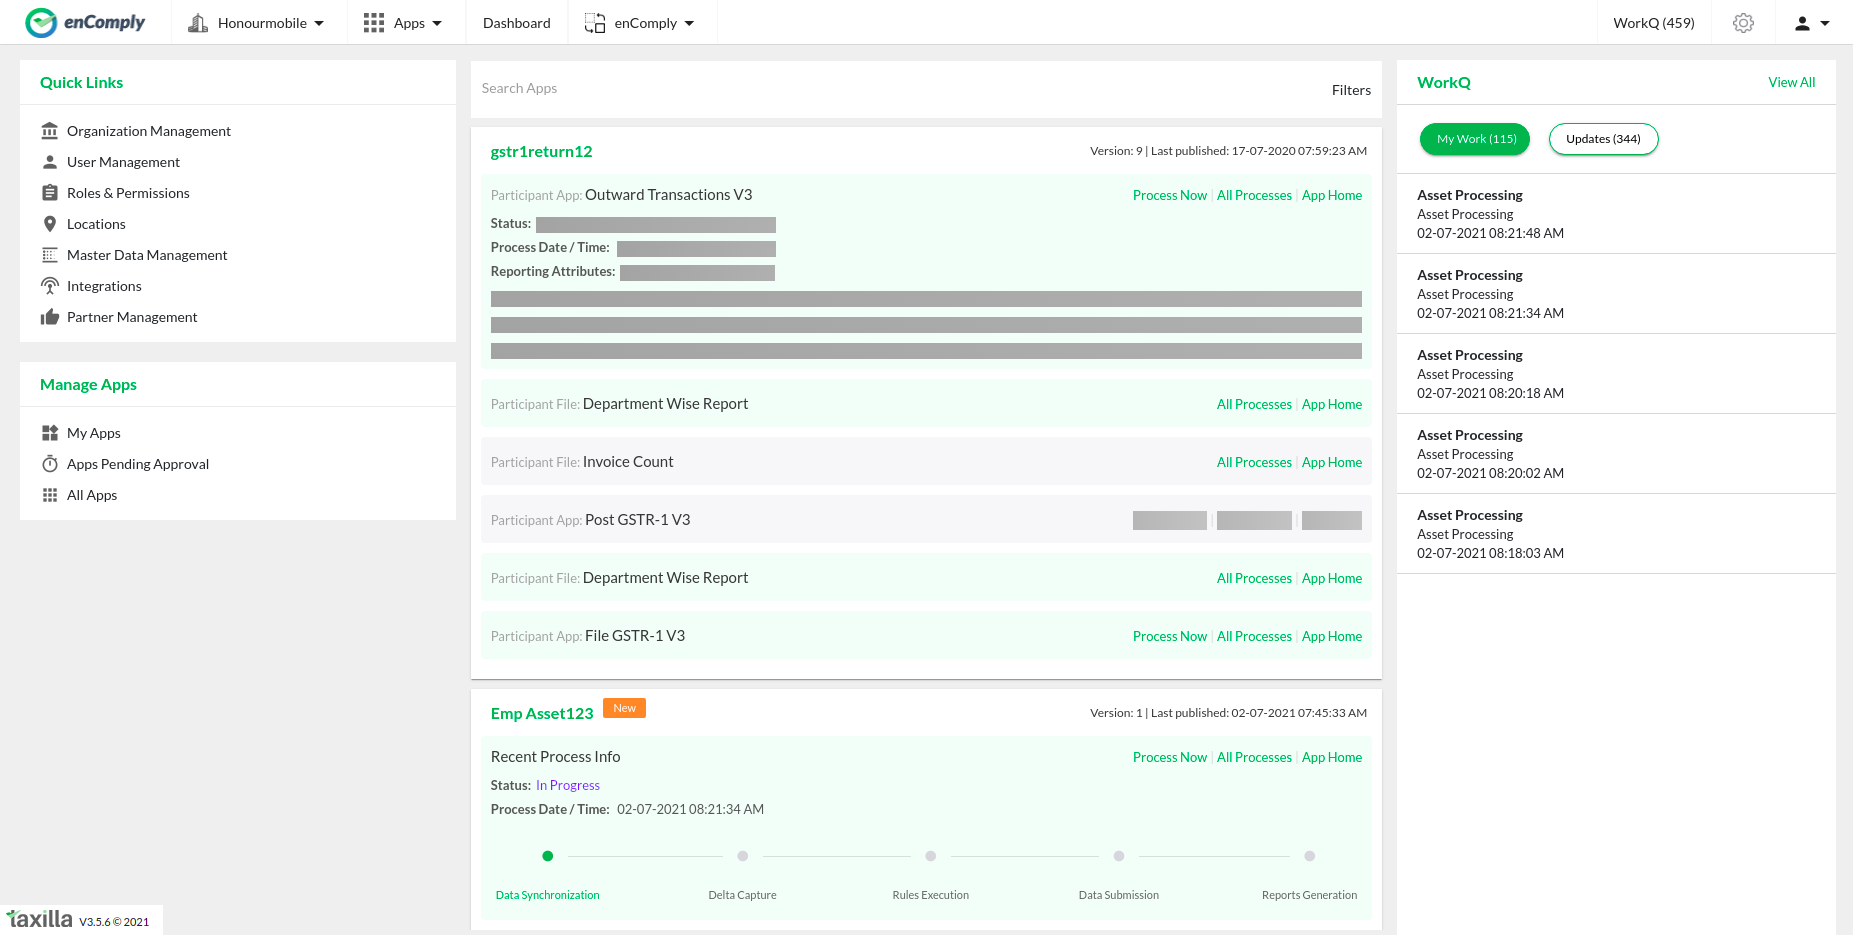 enComply
Honourmobile
Apps
Dashboard
enComply
WorkQ (459)
Quick Links
Organization Management
User Management
Roles & Permissions
Locations
Master Data Management
Integrations
Partner Management
Manage Apps
My Apps
Apps Pending Approval
All Apps
Search Apps
Filters
gstr1return12
Version: 9 | Last published: 17-07-2020 07:59:23 AM
Participant App: Outward Transactions V3
Process Now | All Processes | App Home
Status:
Process Date / Time:
Reporting Attributes:
Participant File: Department Wise Report
All Processes | App Home
Participant File: Invoice Count
All Processes | App Home
Participant App: Post GSTR-1 V3
Participant File: Department Wise Report
All Processes | App Home
Participant App: File GSTR-1 V3
Process Now | All Processes | App Home
Emp Asset123
New
Version: 1 | Last published: 02-07-2021 07:45:33 AM
Recent Process Info
Process Now | All Processes | App Home
Status: In Progress
Process Date / Time: 02-07-2021 08:21:34 AM
Data Synchronization
Delta Capture
Rules Execution
Data Submission
Reports Generation
WorkQ
View All
My Work (115)
Updates (344)
Asset Processing
Asset Processing
02-07-2021 08:21:48 AM
Asset Processing
Asset Processing
02-07-2021 08:21:34 AM
Asset Processing
Asset Processing
02-07-2021 08:20:18 AM
Asset Processing
Asset Processing
02-07-2021 08:20:02 AM
Asset Processing
Asset Processing
02-07-2021 08:18:03 AM
taxilla V3.5.6 © 2021